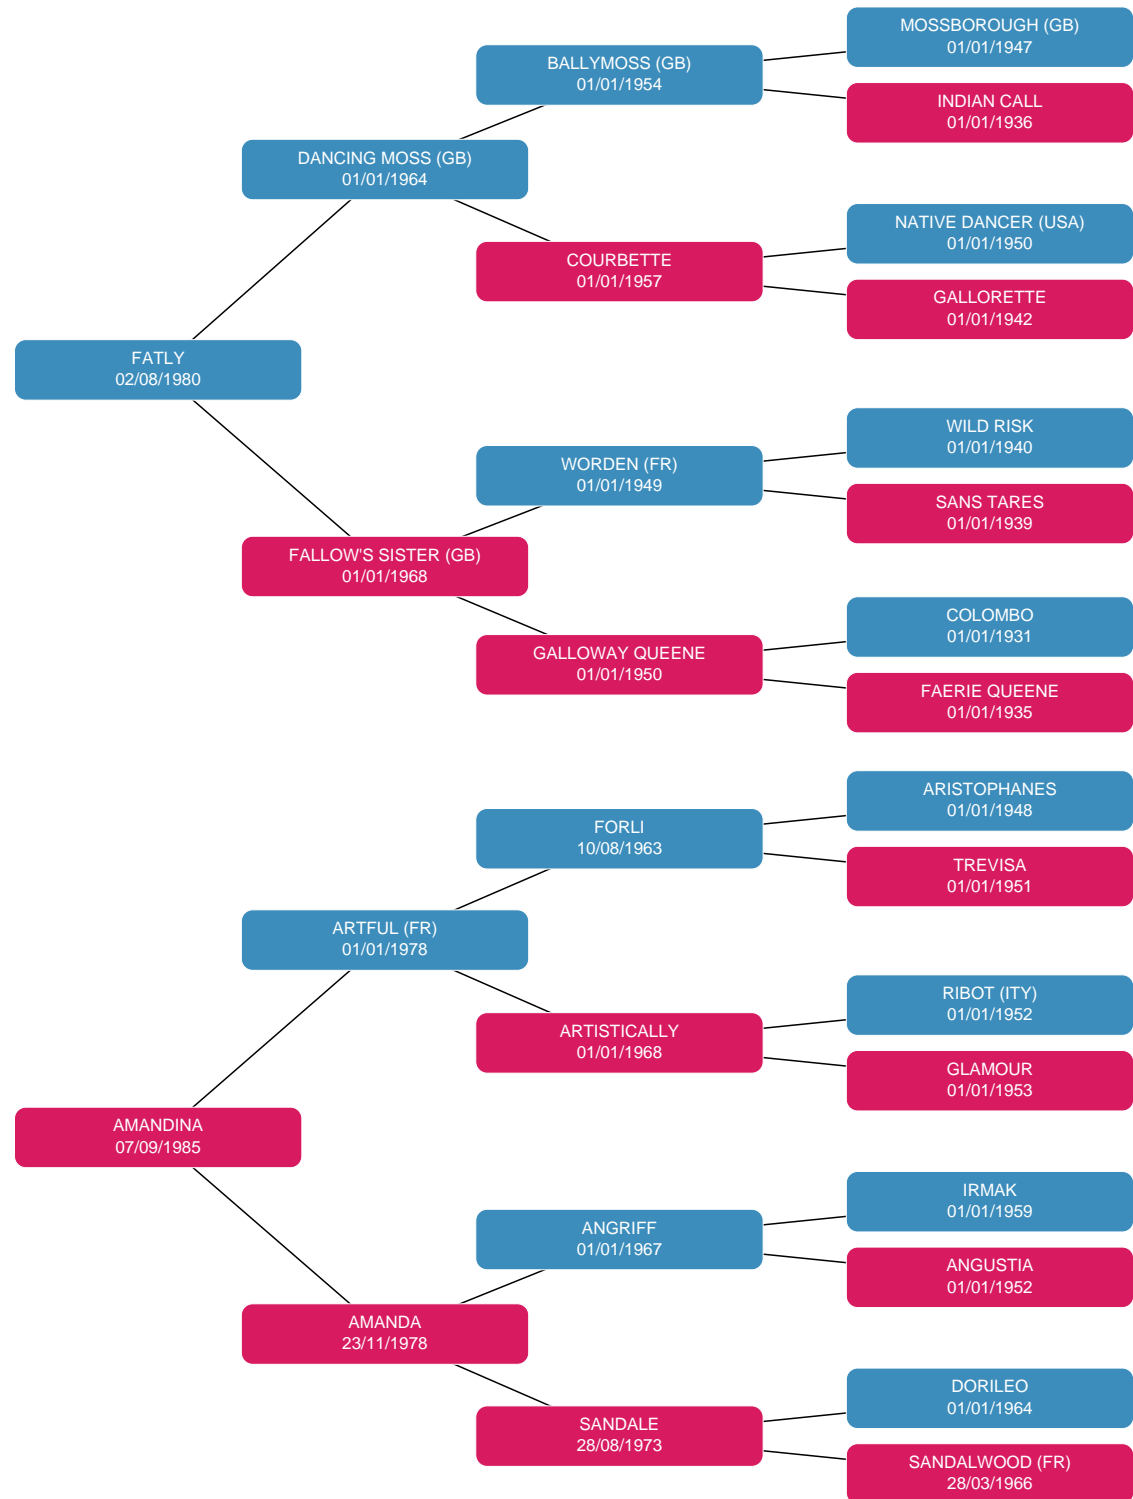 MOSSBOROUGH (GB)
01/01/1947
BALLYMOSS (GB)
01/01/1954
INDIAN CALL
01/01/1936
DANCING MOSS (GB)
01/01/1964
NATIVE DANCER (USA)
01/01/1950
COURBETTE
01/01/1957
GALLORETTE
01/01/1942
FATLY
02/08/1980
WILD RISK
01/01/1940
WORDEN (FR)
01/01/1949
SANS TARES
01/01/1939
FALLOW'S SISTER (GB)
01/01/1968
COLOMBO
01/01/1931
GALLOWAY QUEENE
01/01/1950
FAERIE QUEENE
01/01/1935
ARISTOPHANES
01/01/1948
FORLI
10/08/1963
TREVISA
01/01/1951
ARTFUL (FR)
01/01/1978
RIBOT (ITY)
01/01/1952
ARTISTICALLY
01/01/1968
GLAMOUR
01/01/1953
AMANDINA
07/09/1985
IRMAK
01/01/1959
ANGRIFF
01/01/1967
ANGUSTIA
01/01/1952
AMANDA
23/11/1978
DORILEO
01/01/1964
SANDALE
28/08/1973
SANDALWOOD (FR)
28/03/1966